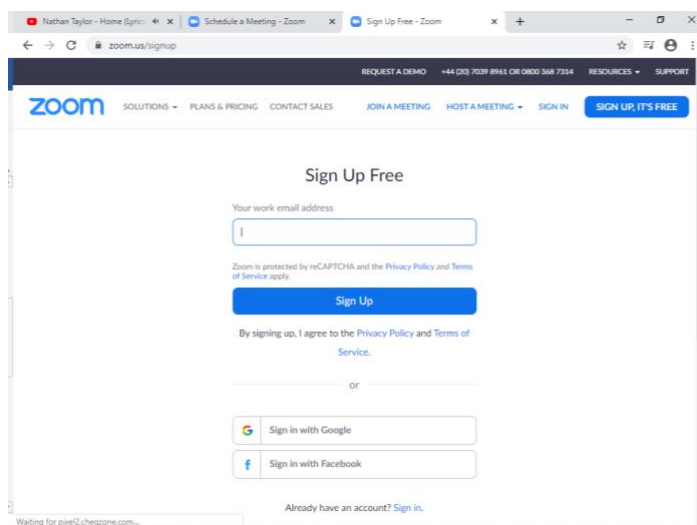 Nathan Taylor - Home (Lyric
Schedule a Meeting - Zoom
Sign Up Free - Zoom
zoom.us/signup
REQUEST A DEMO +44 (20) 7039 8961 OR 0800 368 7314 RESOURCES SUPPORT
zoom SOLUTIONS PLANS & PRICING CONTACT SALES JOIN A MEETING HOST A MEETING SIGN IN SIGN UP, IT'S FREE
Sign Up Free
Your work email address
Zoom is protected by reCAPTCHA and the Privacy Policy and Terms
of Service apply.
Sign Up
By signing up, I agree to the Privacy Policy and Terms of
Service.
or
Sign in with Google
Sign in with Facebook
Already have an account? Sign in.
Waiting for pixel2.cheqzone.com...